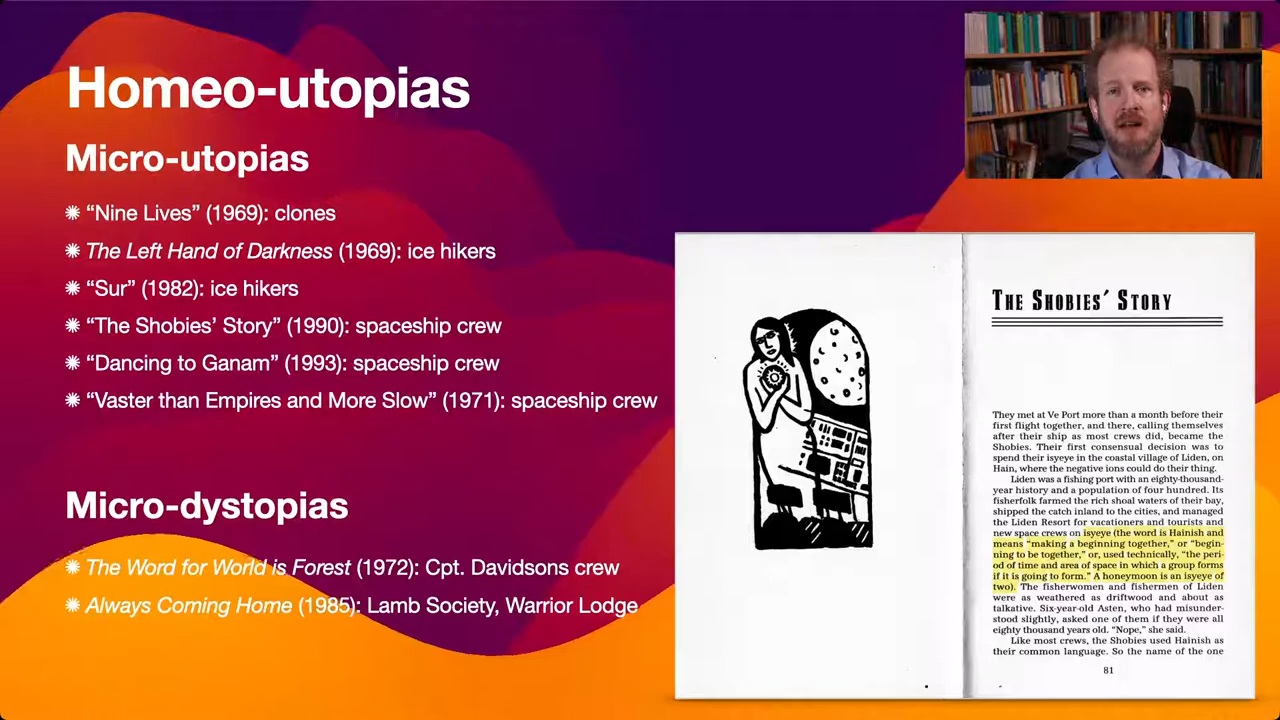 Homeo-utopias
Micro-utopias
✺ “Nine Lives” (1969): clones
✺ The Left Hand of Darkness (1969): ice hikers
✺ “Sur” (1982): ice hikers
✺ “The Shobies’ Story” (1990): spaceship crew
✺ “Dancing to Ganam” (1993): spaceship crew
✺ “Vaster than Empires and More Slow” (1971): spaceship crew
Micro-dystopias
✺ The Word for World is Forest (1972): Cpt. Davidsons crew
✺ Always Coming Home (1985): Lamb Society, Warrior Lodge
THE SHOBIES’ STORY
They met at Ve Port more than a month before their
first flight together, and there, calling themselves
after their ship as most crews did, became the
Shobies. Their first consensual decision was to
spend their isyeye in the coastal village of Liden, on
Hain, where the negative ions could do their thing.
Liden was a fishing port with an eighty-thousand-
year history and a population of four hundred. Its
fisherfolk farmed the rich shoal waters of their bay,
shipped the catch inland to the cities, and managed
the Liden Resort for vacationers and tourists and
new space crews on isyeye (the word is Hainish and
means “making a beginning together,” or “begin-
ning to be together,” or, used technically, “the peri-
od of time and area of space in which a group forms
if it is going to form.” A honeymoon is an isyeye of
two). The fisherwomen and fishermen of Liden
were as weathered as driftwood and about as
talkative. Six-year-old Asten, who had misunder-
stood slightly, asked one of them if they were all
eighty thousand years old. “Nope,” she said.
Like most crews, the Shobies used Hainish as
their common language. So the name of the one
81